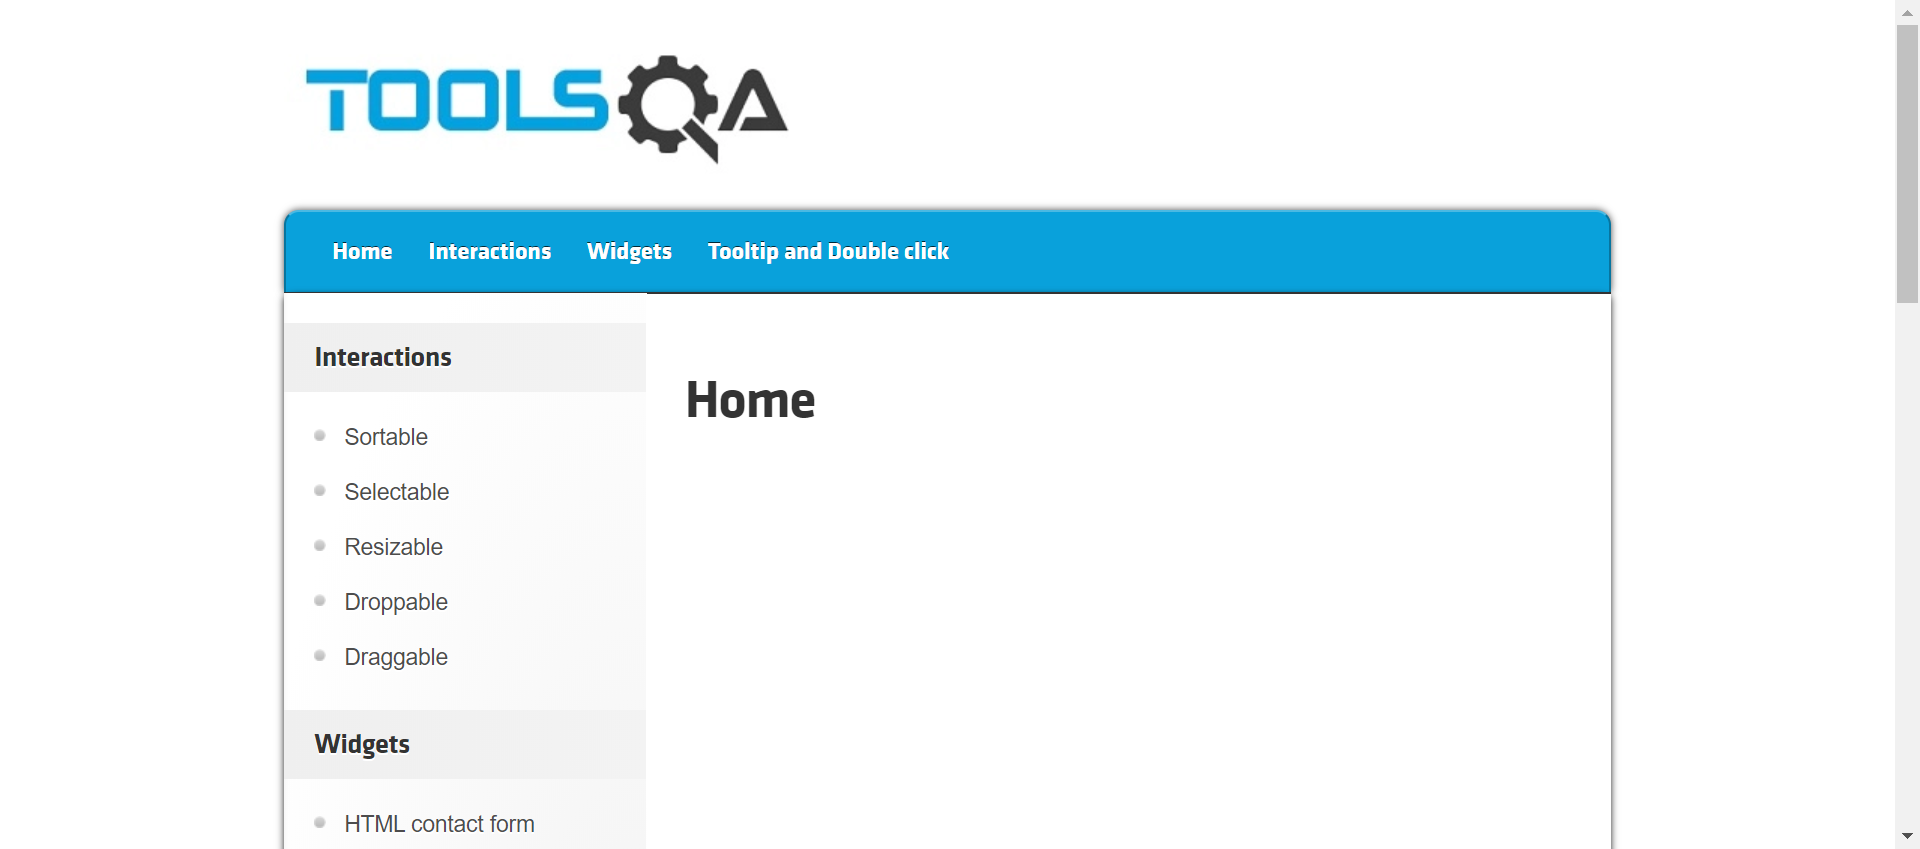 TOOLSQA
Home Interactions Widgets Tooltip and Double click
Interactions
Sortable
Selectable
Resizable
Droppable
Draggable
Widgets
HTML contact form
Home